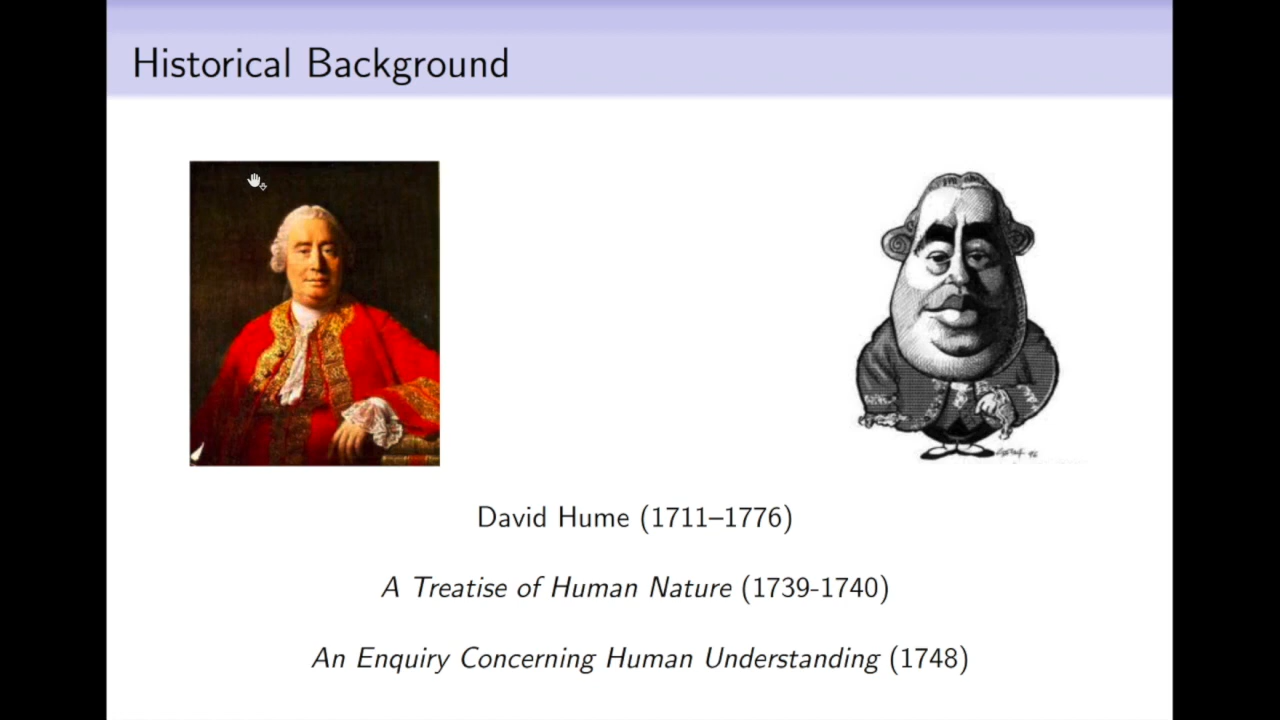 Historical Background
David Hume (1711–1776)
A Treatise of Human Nature (1739-1740)
An Enquiry Concerning Human Understanding (1748)